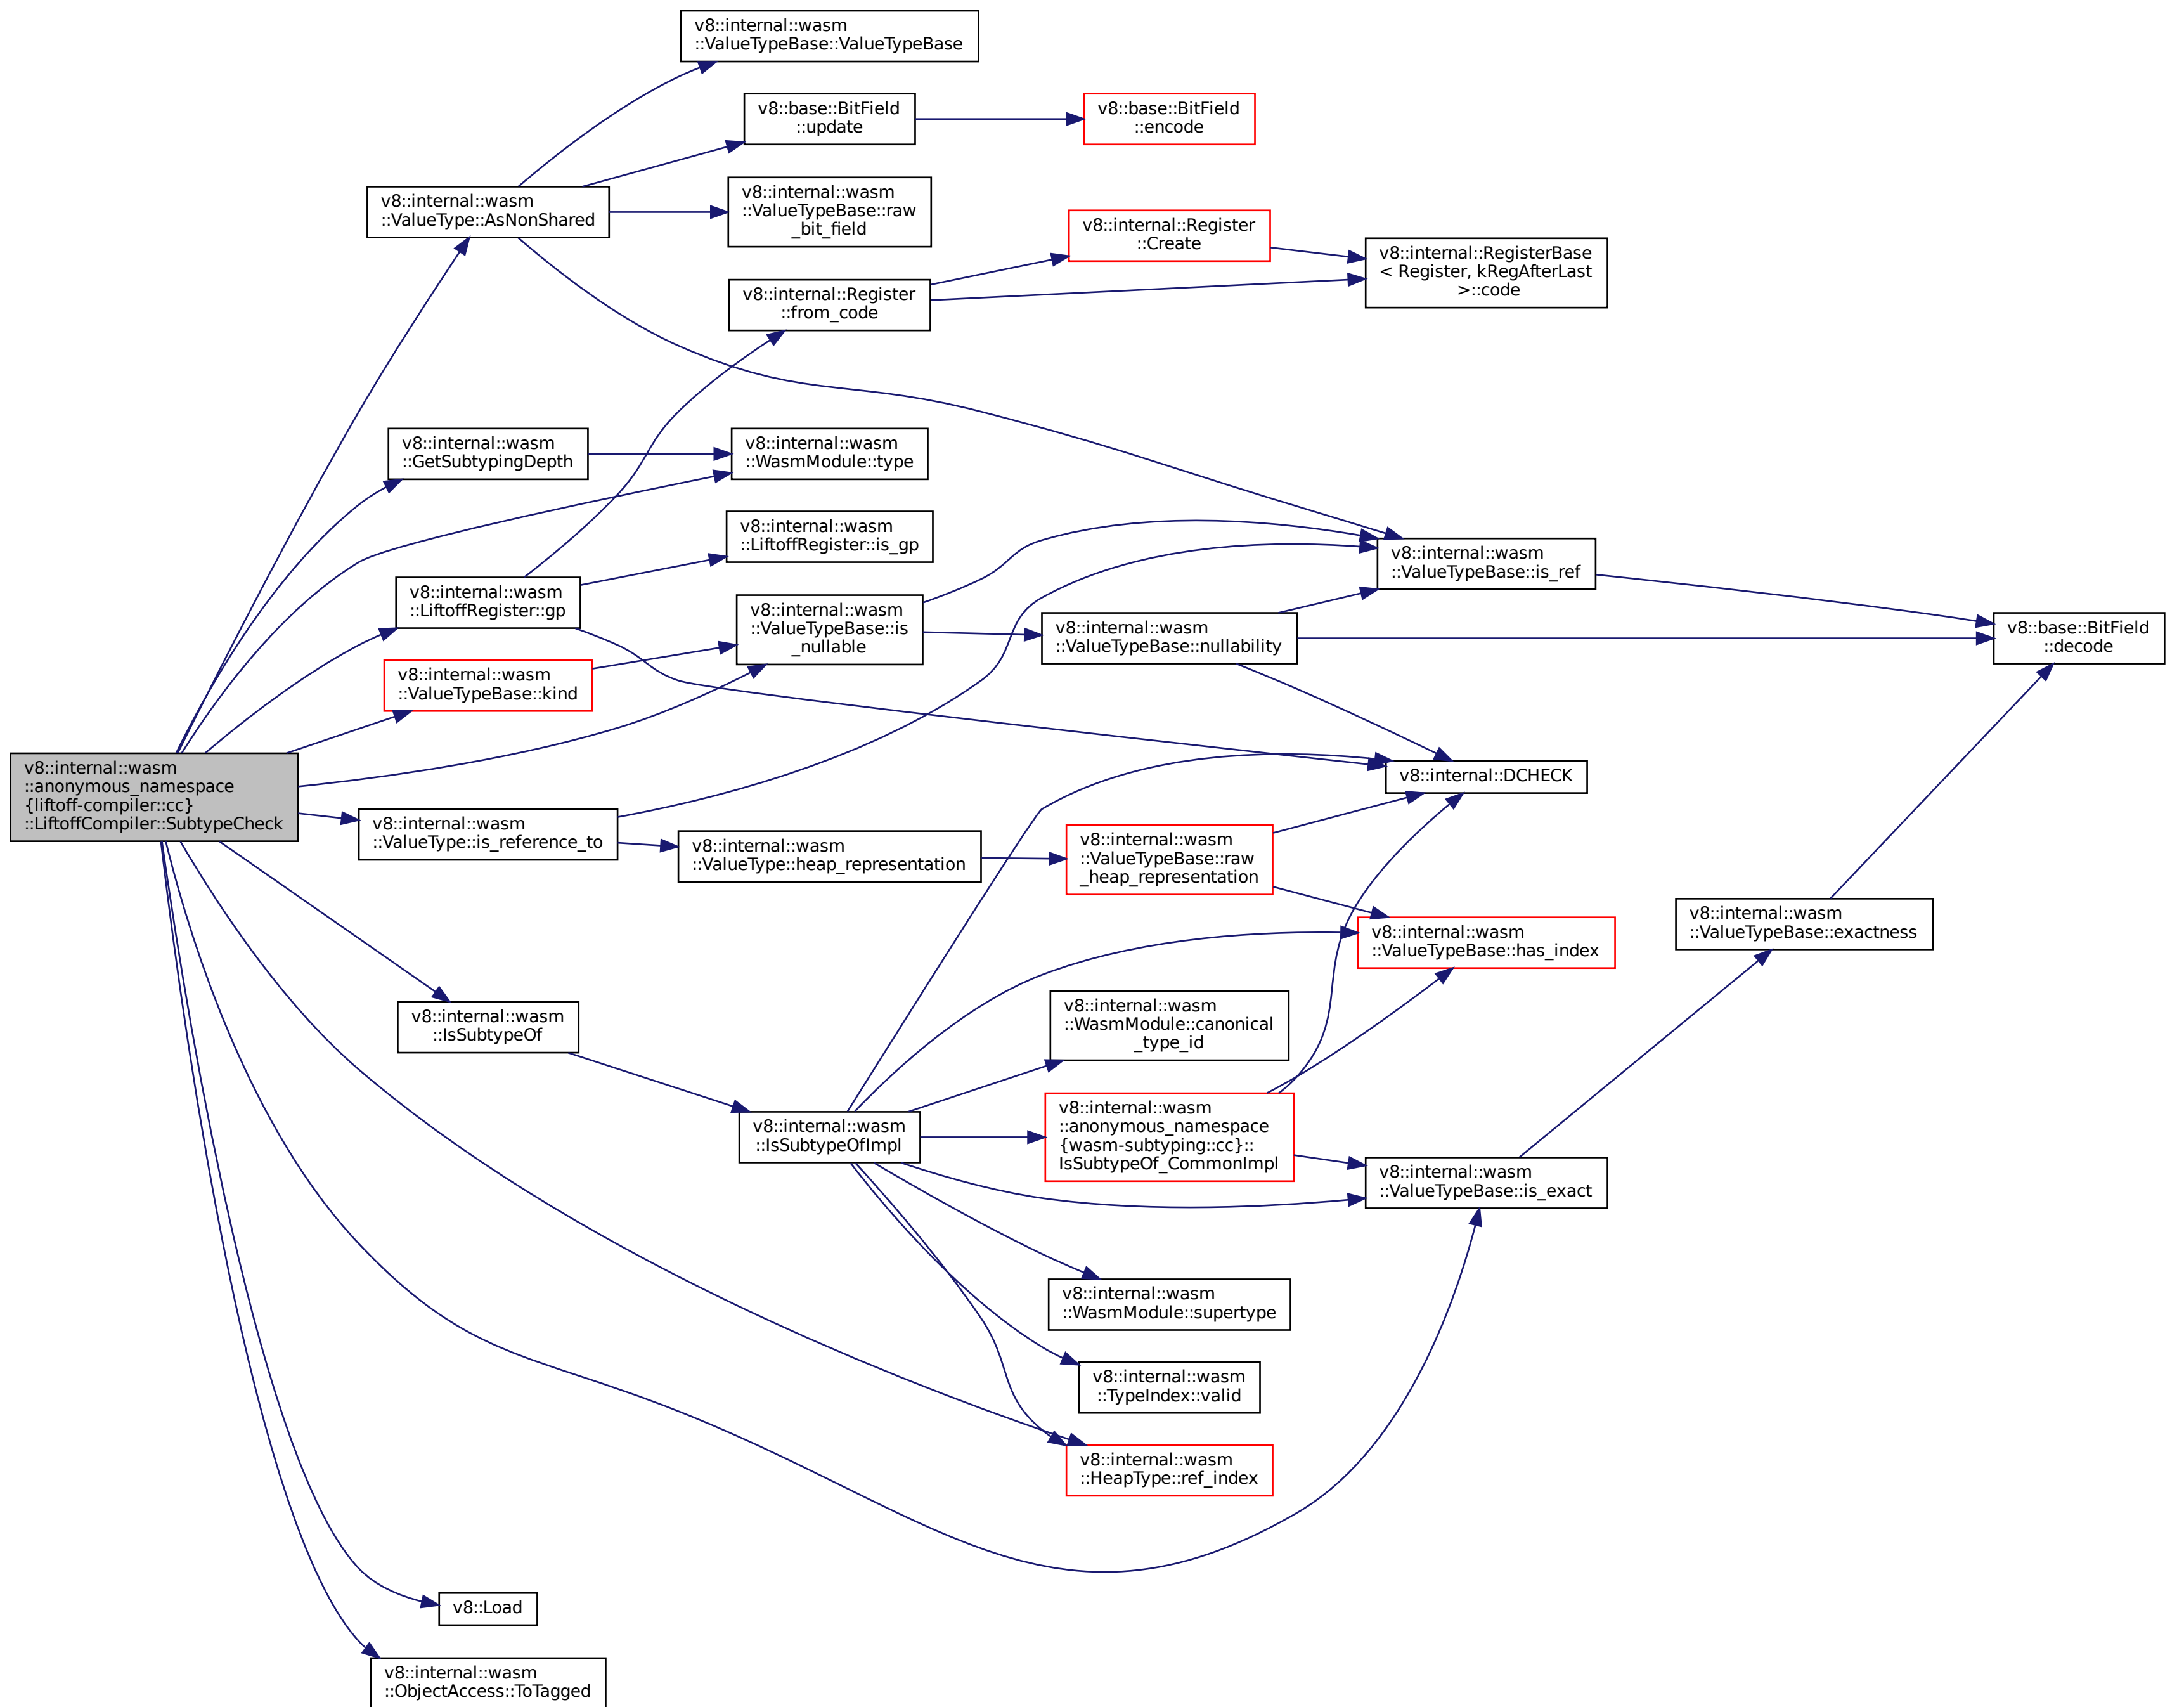 v8::internal::wasm
::ValueTypeBase::ValueTypeBase
v8::base::BitField
::update
v8::base::BitField
::encode
v8::internal::wasm
::ValueType::AsNonShared
v8::internal::wasm
::ValueTypeBase::raw
_bit_field
v8::internal::Register
::Create
v8::internal::RegisterBase
< Register, kRegAfterLast
>::code
v8::internal::Register
::from_code
v8::internal::wasm
::GetSubtypingDepth
v8::internal::wasm
::WasmModule::type
v8::internal::wasm
::LiftoffRegister::is_gp
v8::internal::wasm
::ValueTypeBase::is_ref
v8::internal::wasm
::LiftoffRegister::gp
v8::internal::wasm
::ValueTypeBase::is
_nullable
v8::internal::wasm
::ValueTypeBase::nullability
v8::base::BitField
::decode
v8::internal::wasm
::ValueTypeBase::kind
v8::internal::wasm
::anonymous_namespace
{liftoff-compiler::cc}
::LiftoffCompiler::SubtypeCheck
v8::internal::DCHECK
v8::internal::wasm
::ValueType::is_reference_to
v8::internal::wasm
::ValueType::heap_representation
v8::internal::wasm
::ValueTypeBase::raw
_heap_representation
v8::internal::wasm
::ValueTypeBase::exactness
v8::internal::wasm
::ValueTypeBase::has_index
v8::internal::wasm
::IsSubtypeOf
v8::internal::wasm
::WasmModule::canonical
_type_id
v8::internal::wasm
::IsSubtypeOfImpl
v8::internal::wasm
::anonymous_namespace
{wasm-subtyping::cc}::
IsSubtypeOf_CommonImpl
v8::internal::wasm
::ValueTypeBase::is_exact
v8::internal::wasm
::WasmModule::supertype
v8::internal::wasm
::TypeIndex::valid
v8::internal::wasm
::HeapType::ref_index
v8::Load
v8::internal::wasm
::ObjectAccess::ToTagged